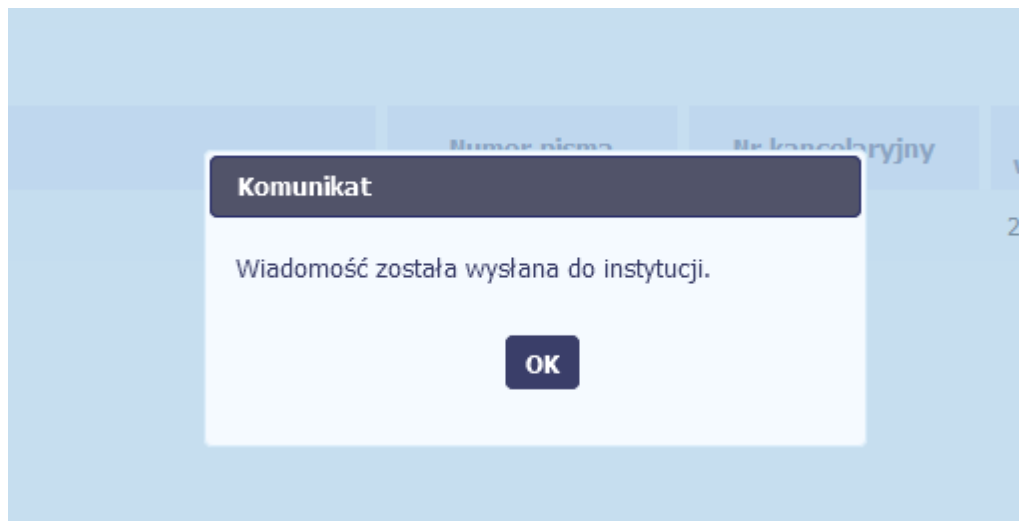 Numer pisma
Nr kancelaryjny
Komunikat
Wiadomość została wysłana do instytucji.
OK